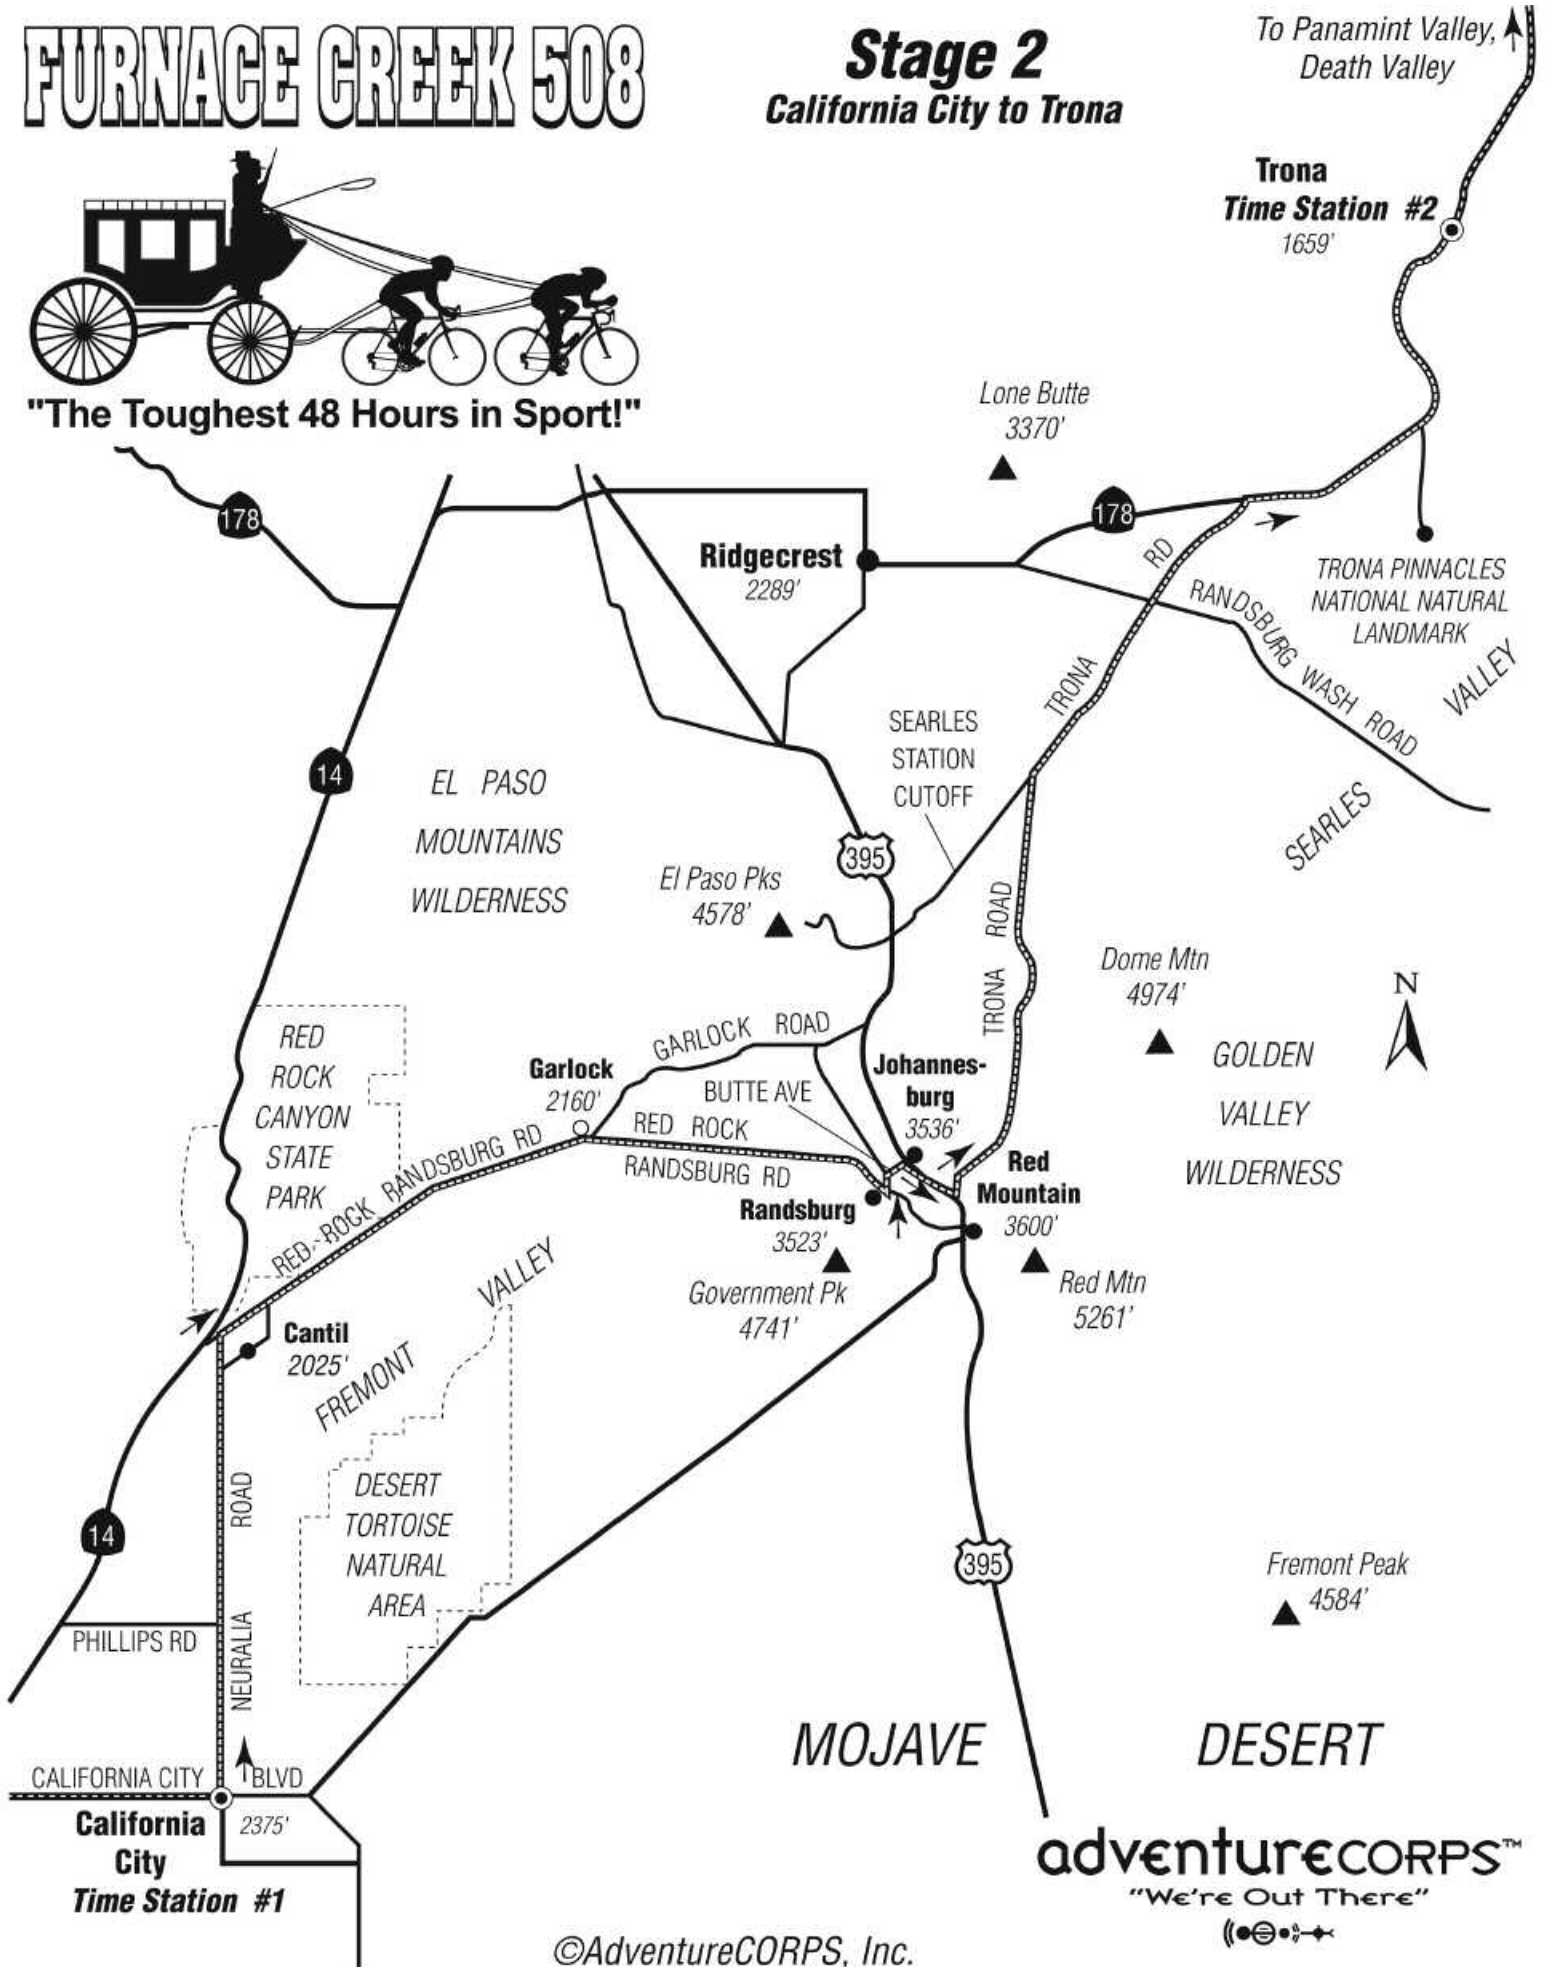 FURNACE CREEK 508
"The Toughest 48 Hours in Sport!"
Stage 2
California City to Trona
To Panamint Valley,
Death Valley
Trona
Time Station #2
1659'
Lone Butte
3370'
178
178
Ridgecrest
2289'
RD
TRONA
TRONA PINNACLES
NATIONAL NATURAL
LANDMARK
RANDSBURG WASH ROAD
SEARLES VALLEY
SEARLES
STATION
CUTOFF
14
EL PASO
MOUNTAINS
WILDERNESS
395
El Paso Pks
4578'
TRONA ROAD
Dome Mtn
4974'
N
GOLDEN
VALLEY
WILDERNESS
RED
ROCK
CANYON
STATE
PARK
GARLOCK ROAD
Garlock
2160'
BUTTE AVE
Johannes-
burg
3536'
RED ROCK
RANDSBURG RD
RED ROCK RANDSBURG RD
Randsburg
3523'
Red
Mountain
3600'
Government Pk
4741'
Red Mtn
5261'
Cantil
2025'
FREMONT VALLEY
DESERT
TORTOISE
NATURAL
AREA
14
NEURALIA ROAD
PHILLIPS RD
395
Fremont Peak
4584'
MOJAVE DESERT
CALIFORNIA CITY BLVD
California
City
2375'
Time Station #1
adventureCORPS™
"We're Out There"
©AdventureCORPS, Inc.